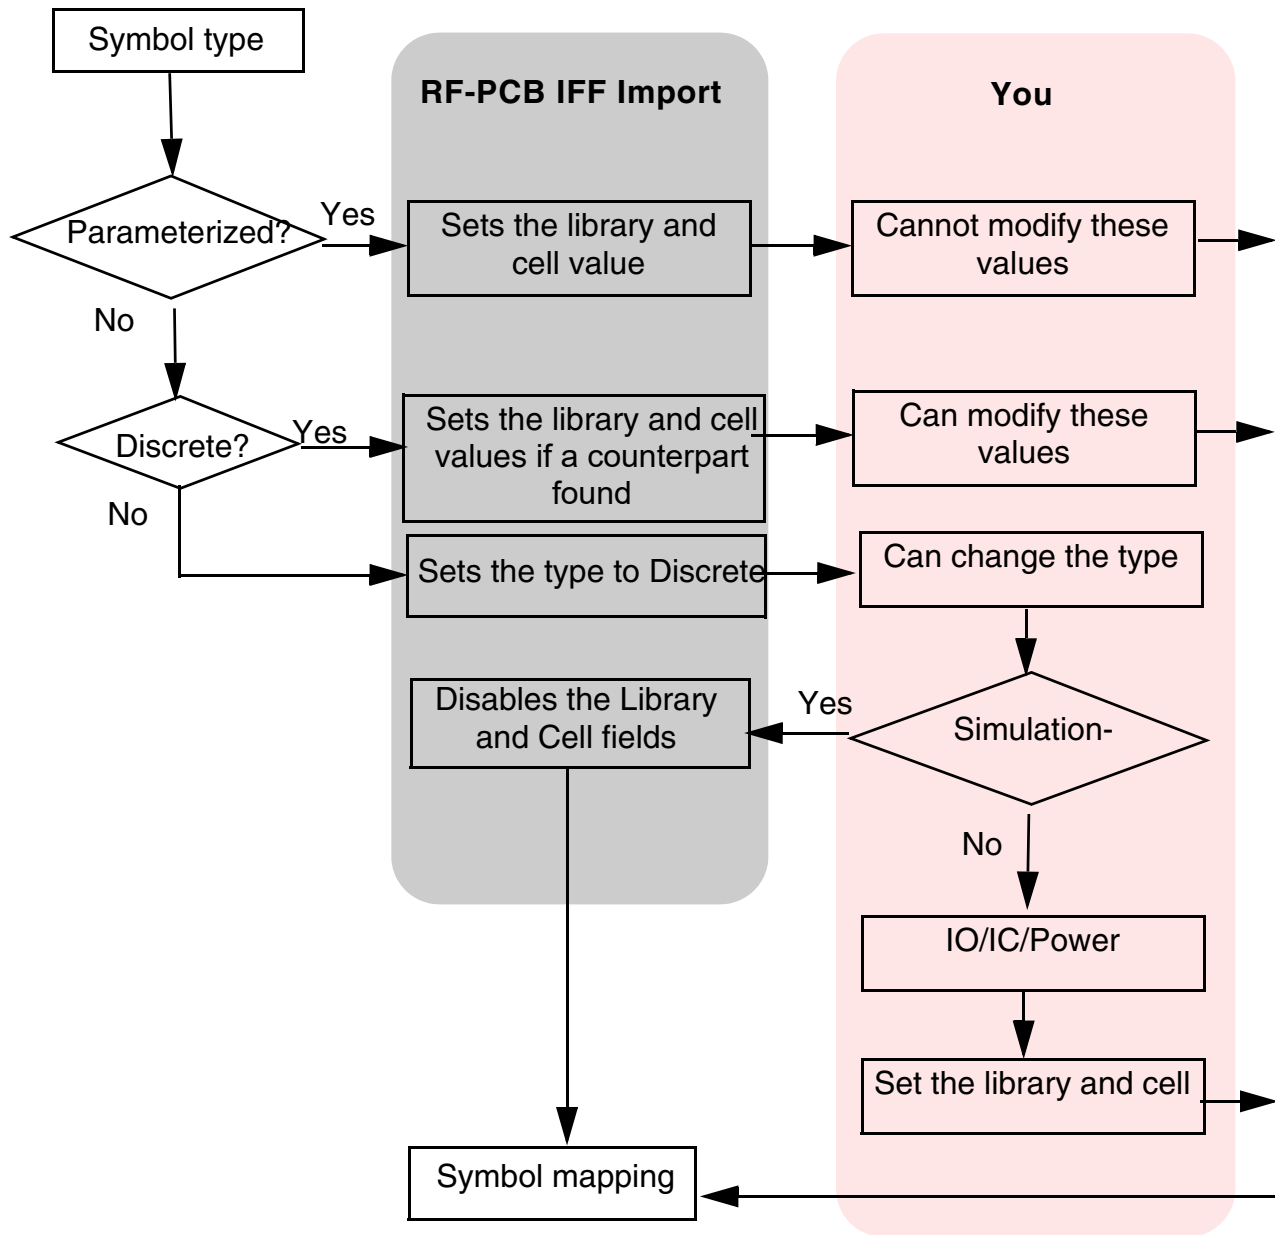 Symbol type
RF-PCB IFF Import
You
Parameterized?
Yes
Sets the library and
cell value
Cannot modify these
values
No
Discrete?
Yes
Sets the library and cell
values if a counterpart
found
Can modify these
values
No
Sets the type to Discrete
Can change the type
Disables the Library
and Cell fields
Yes
Simulation-
No
IO/IC/Power
Set the library and cell
Symbol mapping